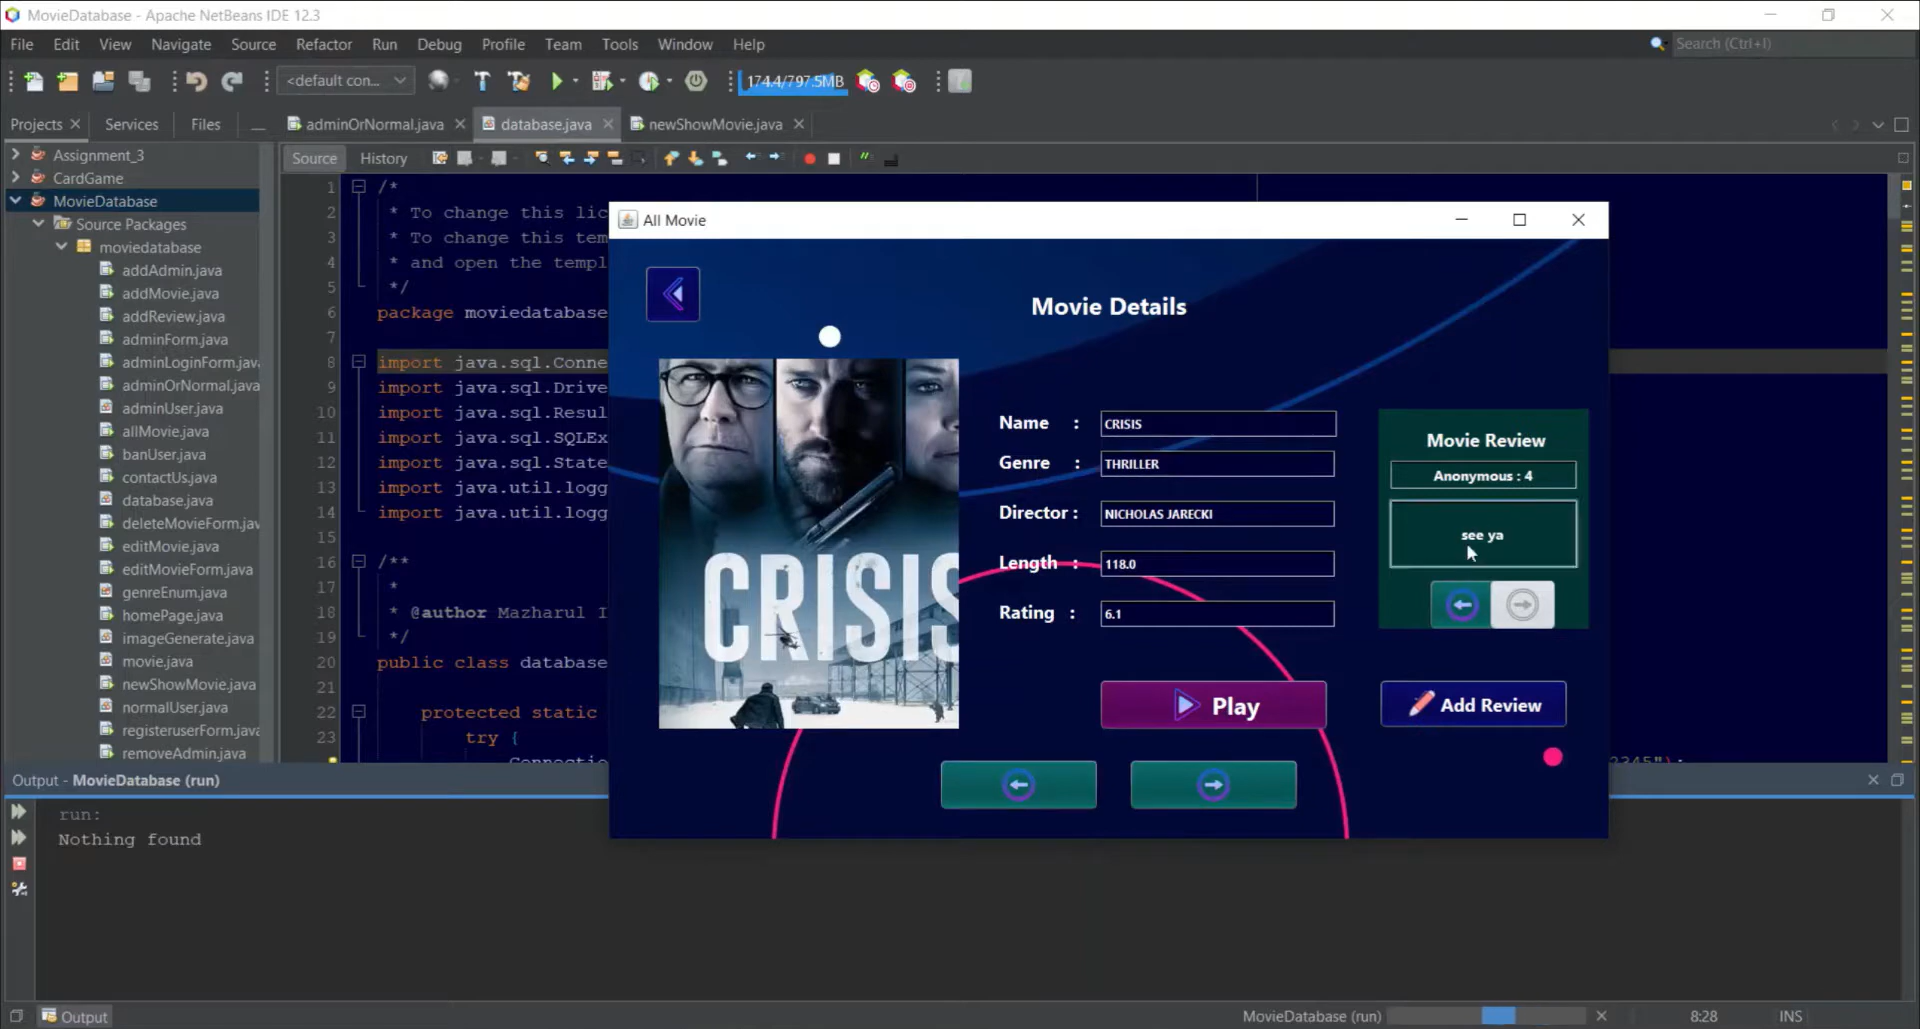 MovieDatabase - Apache NetBeans IDE 12.3
File Edit View Navigate Source Refactor Run Debug Profile Team Tools Window Help
Search (Ctrl+I)
<default con...
174.4/797.5MB
Projects Services Files
adminOrNormal.java database.java newShowMovie.java
Source History
Assignment_3
CardGame
MovieDatabase
Source Packages
moviedatabase
addAdmin.java
addMovie.java
addReview.java
adminForm.java
adminLoginForm.java
adminOrNormal.java
adminUser.java
allMovie.java
banUser.java
contactUs.java
database.java
deleteMovieForm.jav
editMovie.java
editMovieForm.java
genreEnum.java
homePage.java
imageGenerate.java
movie.java
newShowMovie.java
normalUser.java
registeruserForm.java
removeAdmin.java
1 /*
2 * To change this lic
3 * To change this tem
4 * and open the templ
5 */
6 package moviedatabase
7
8 import java.sql.Conne
9 import java.sql.Drive
10 import java.sql.Resul
11 import java.sql.SQLEx
12 import java.sql.State
13 import java.util.logg
14 import java.util.logg
16 /**
17 *
18 * @author Mazharul I
19 */
20 public class database
21
22 protected static
23 try {
Connectio
2345");
All Movie
Movie Details
CRISIS
Name : CRISIS
Genre : THRILLER
Director : NICHOLAS JARECKI
Length : 118.0
Rating : 6.1
Movie Review
Anonymous : 4
see ya
Play
Add Review
Output - MovieDatabase (run)
run:
Nothing found
Output
MovieDatabase (run)
8:28
INS